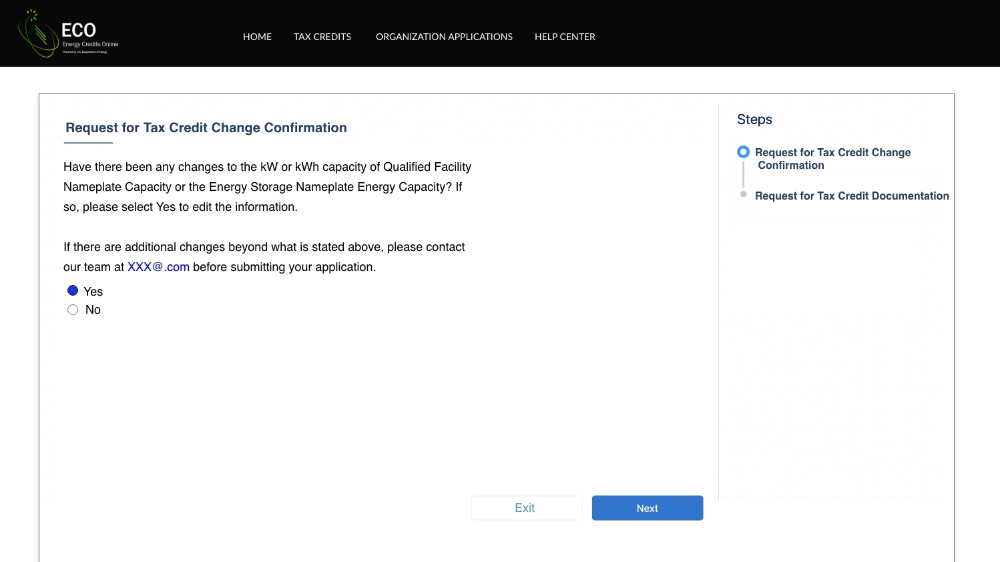 ECO
Energy Credits Online
Powered by U.S. Department of Energy
HOME
TAX CREDITS
ORGANIZATION APPLICATIONS
HELP CENTER
Request for Tax Credit Change Confirmation
Have there been any changes to the kW or kWh capacity of Qualified Facility
Nameplate Capacity or the Energy Storage Nameplate Energy Capacity? If
so, please select Yes to edit the information.
If there are additional changes beyond what is stated above, please contact
our team at XXX@.com before submitting your application.
Yes
No
Exit
Next
Steps
Request for Tax Credit Change
Confirmation
Request for Tax Credit Documentation